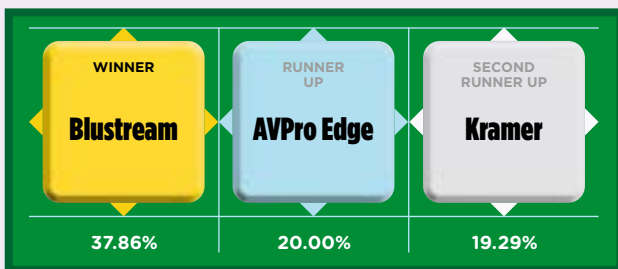 WINNER
Blustream
37.86%
RUNNER
UP
AVPro Edge
20.00%
SECOND
RUNNER UP
Kramer
19.29%